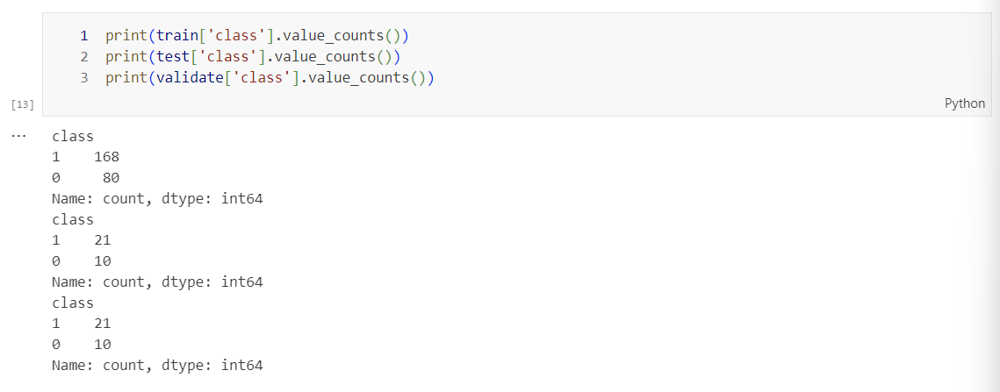 1 print(train['class'].value_counts())
2 print(test['class'].value_counts())
3 print(validate['class'].value_counts())
[13]
Python
...
class
1    168
0     80
Name: count, dtype: int64
class
1    21
0    10
Name: count, dtype: int64
class
1    21
0    10
Name: count, dtype: int64